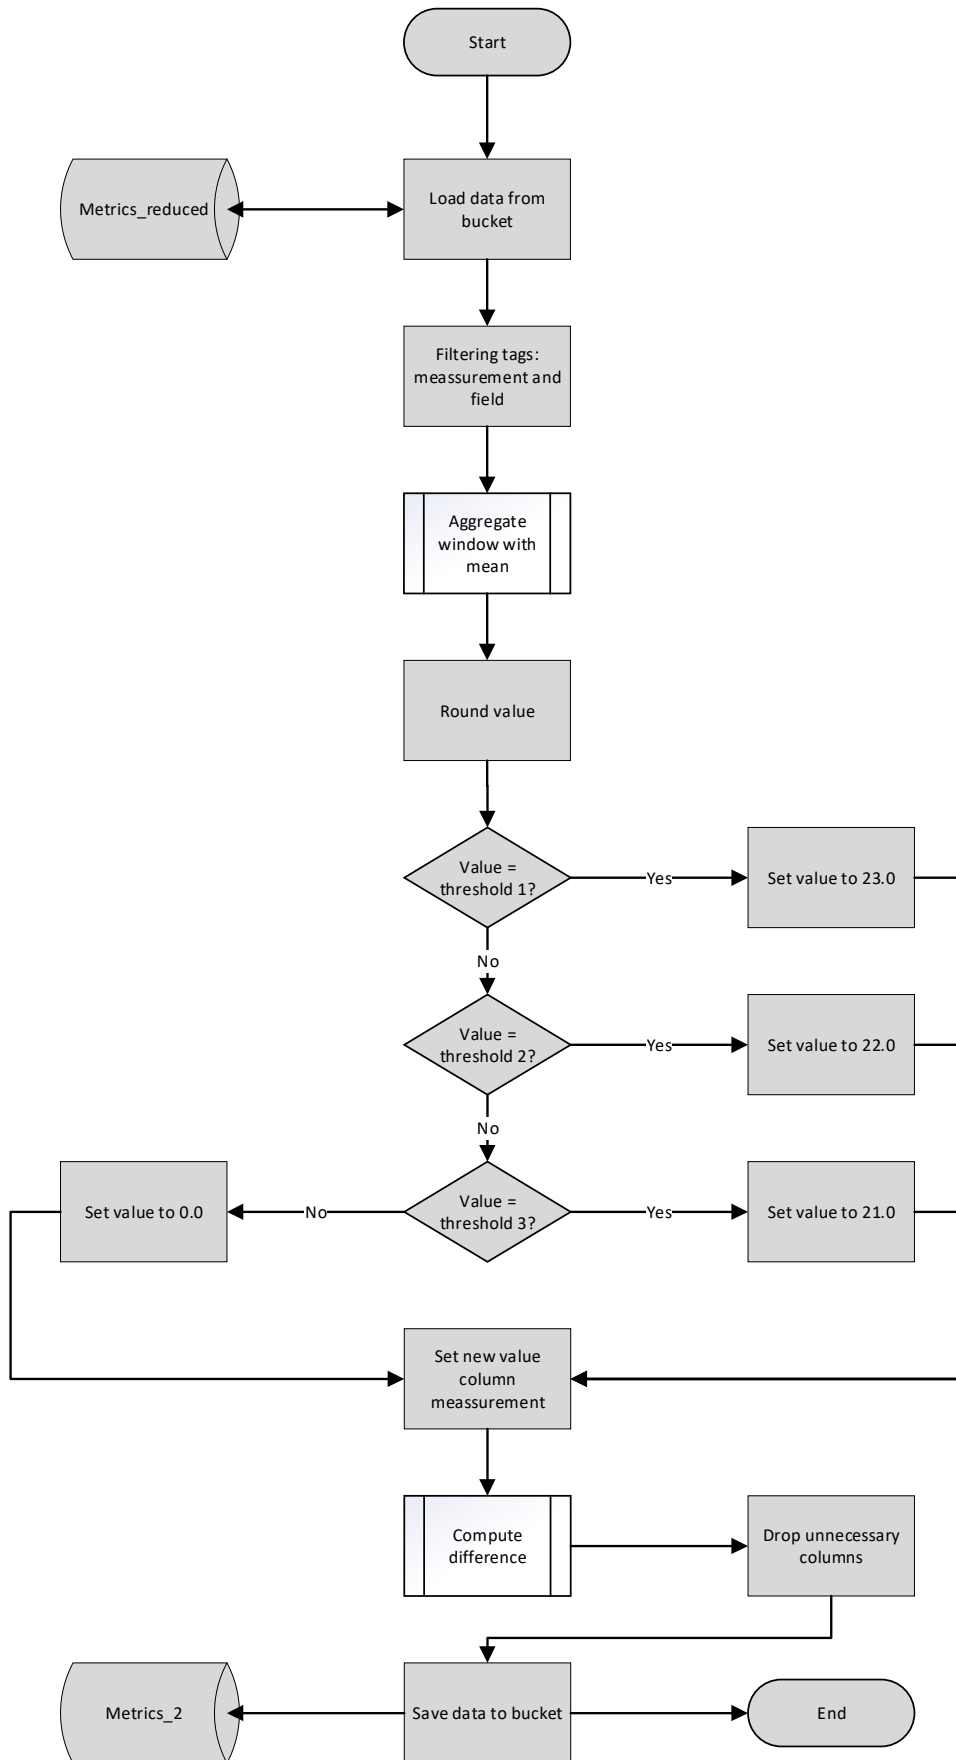 Start
Metrics_reduced
Load data from
bucket
Filtering tags:
meassurement and
field
Aggregate
window with
mean
Round value
Value =
threshold 1?
Yes
Set value to 23.0
No
Value =
threshold 2?
Yes
Set value to 22.0
No
Set value to 0.0
No
Value =
threshold 3?
Yes
Set value to 21.0
Set new value
column
meassurement
Compute
difference
Drop unnecessary
columns
Metrics_2
Save data to bucket
End